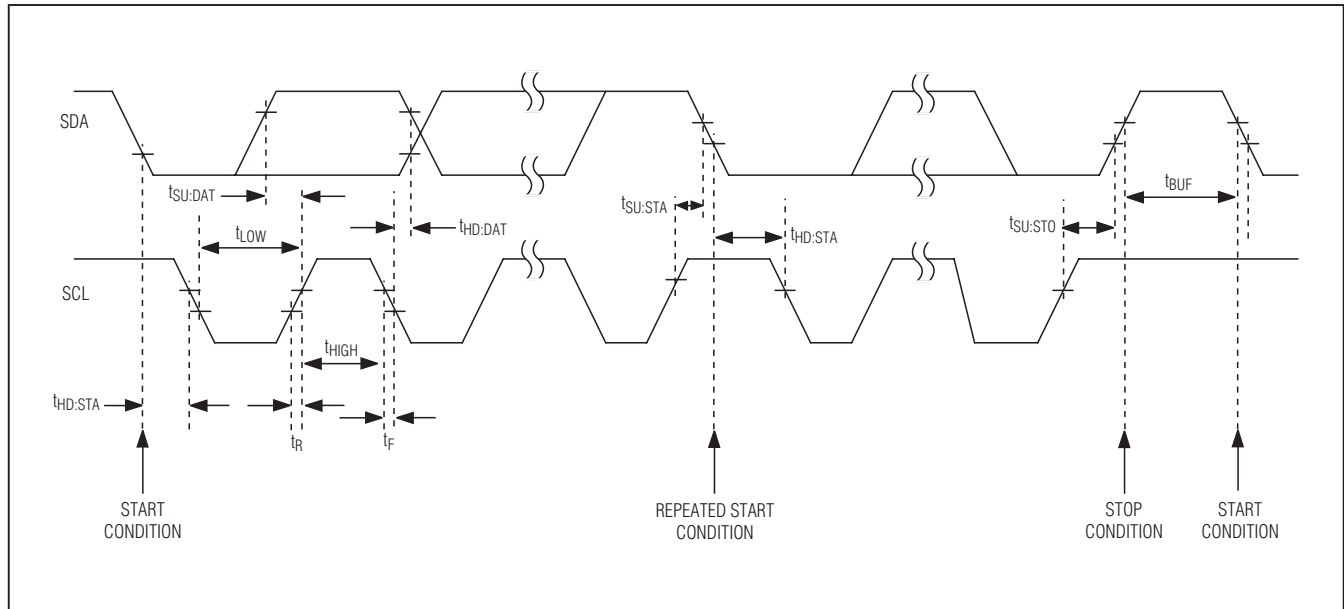 SDA
tSU:DAT
tLOW
tHD:DAT
tSU:STA
tHD:STA
tSU:STO
tBUF
SCL
tHIGH
tHD:STA
tR
tF
START
CONDITION
REPEATED START
CONDITION
STOP
CONDITION
START
CONDITION